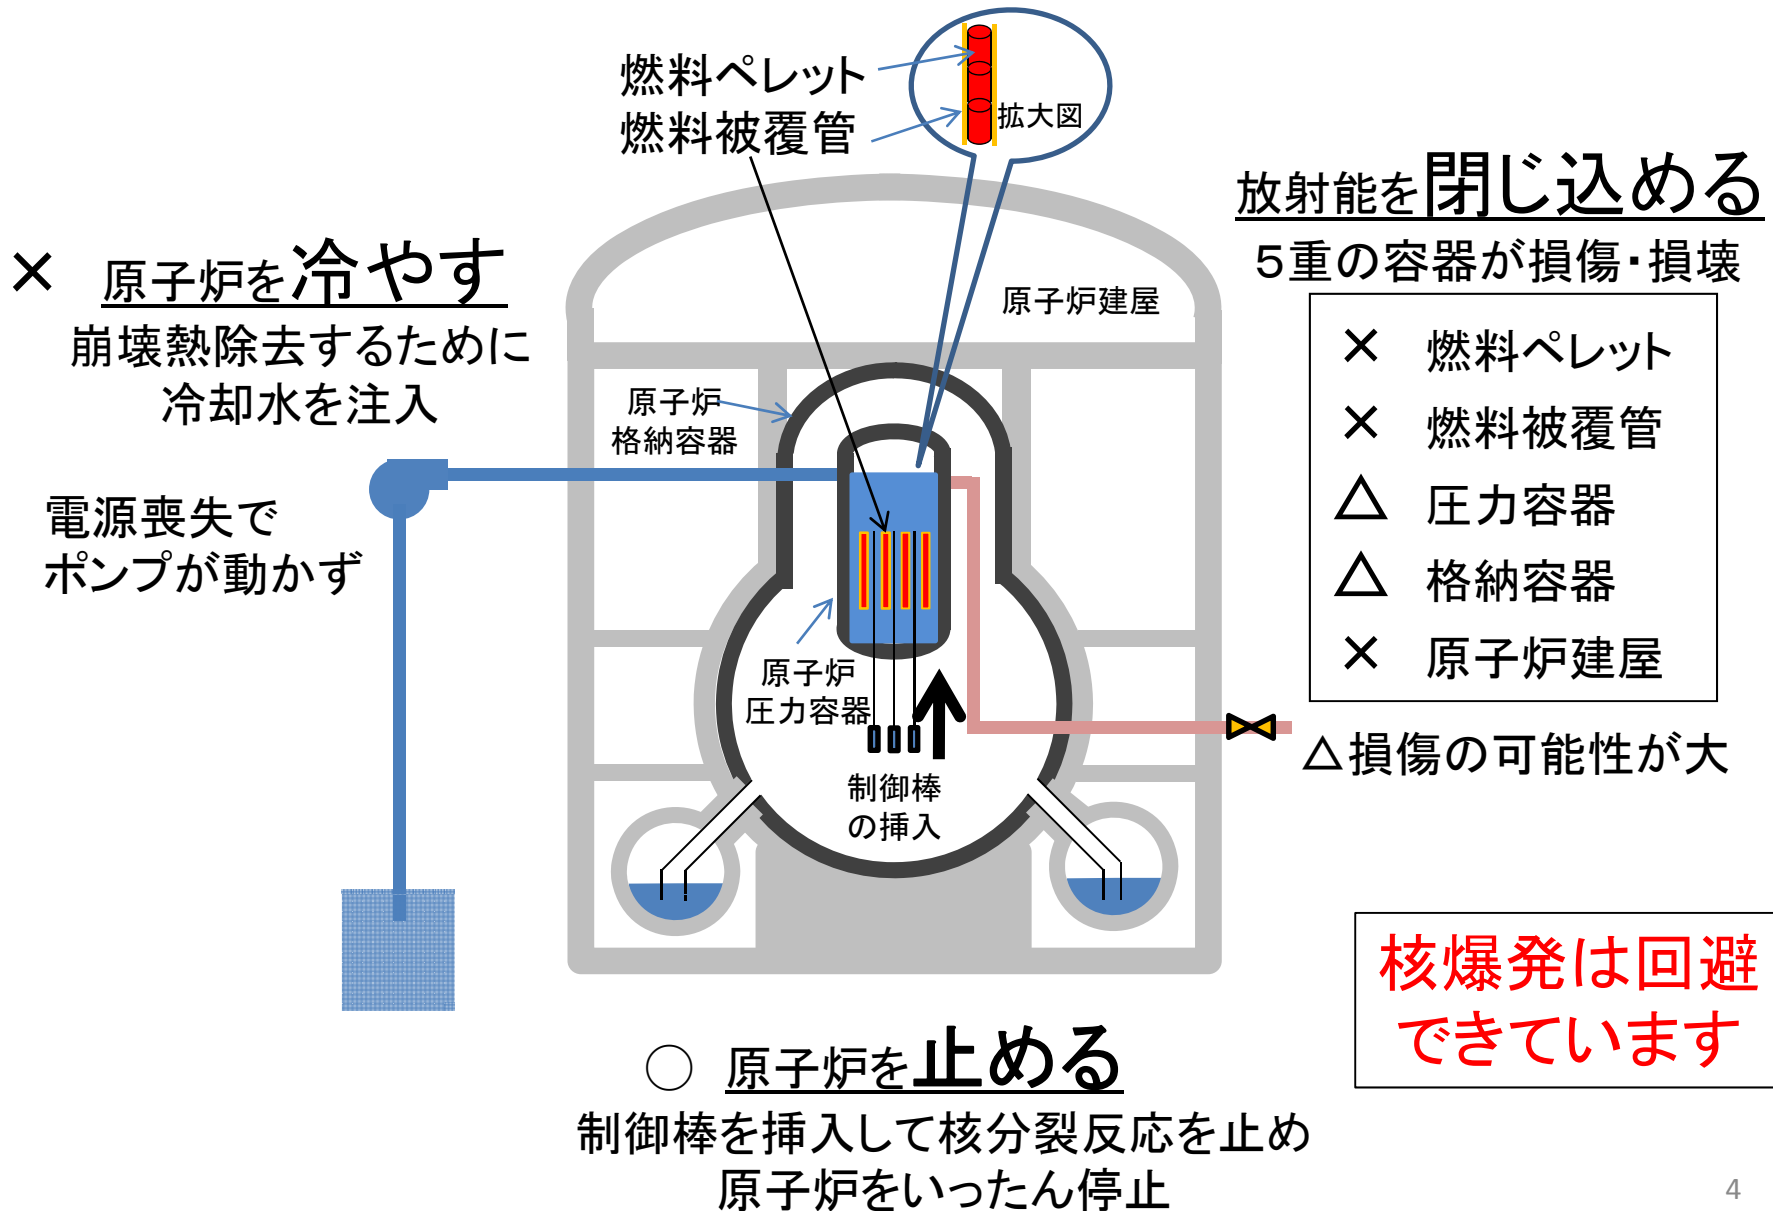 燃料ペレット
燃料被覆管
拡大図
放射能を閉じ込める
5重の容器が損傷・損壊
× 燃料ペレット
× 燃料被覆管
△ 圧力容器
△ 格納容器
× 原子炉建屋
△損傷の可能性が大
× 原子炉を冷やす
崩壊熱除去するために
冷却水を注入
電源喪失で
ポンプが動かず
原子炉建屋
原子炉
格納容器
原子炉
圧力容器
制御棒
の挿入
核爆発は回避
できています
○ 原子炉を止める
制御棒を挿入して核分裂反応を止め
原子炉をいったん停止
4